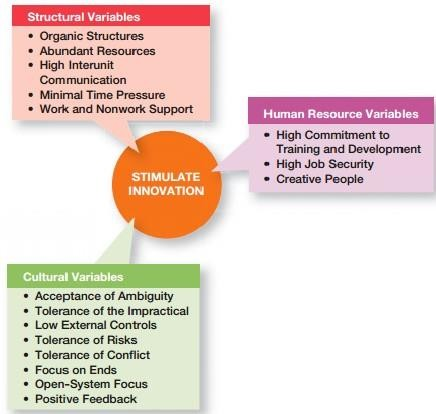 Structural Variables
• Organic Structures
• Abundant Resources
• High Interunit
Communication
• Minimal Time Pressure
• Work and Nonwork Support
Human Resource Variables
• High Commitment to
Training and Development
• High Job Security
• Creative People
STIMULATE
INNOVATION
Cultural Variables
• Acceptance of Ambiguity
• Tolerance of the Impractical
• Low External Controls
• Tolerance of Risks
• Tolerance of Conflict
• Focus on Ends
• Open-System Focus
• Positive Feedback